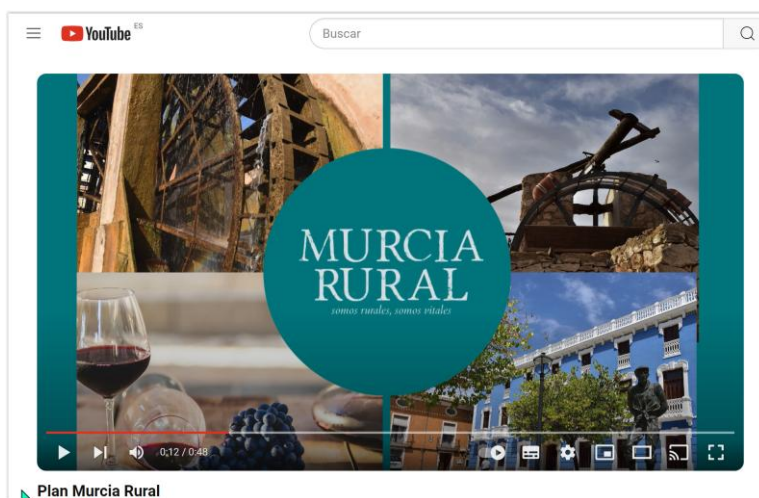 YouTube ES
Buscar
MURCIA
RURAL
somos rurales, somos vitales
0:12 / 0:48
Plan Murcia Rural